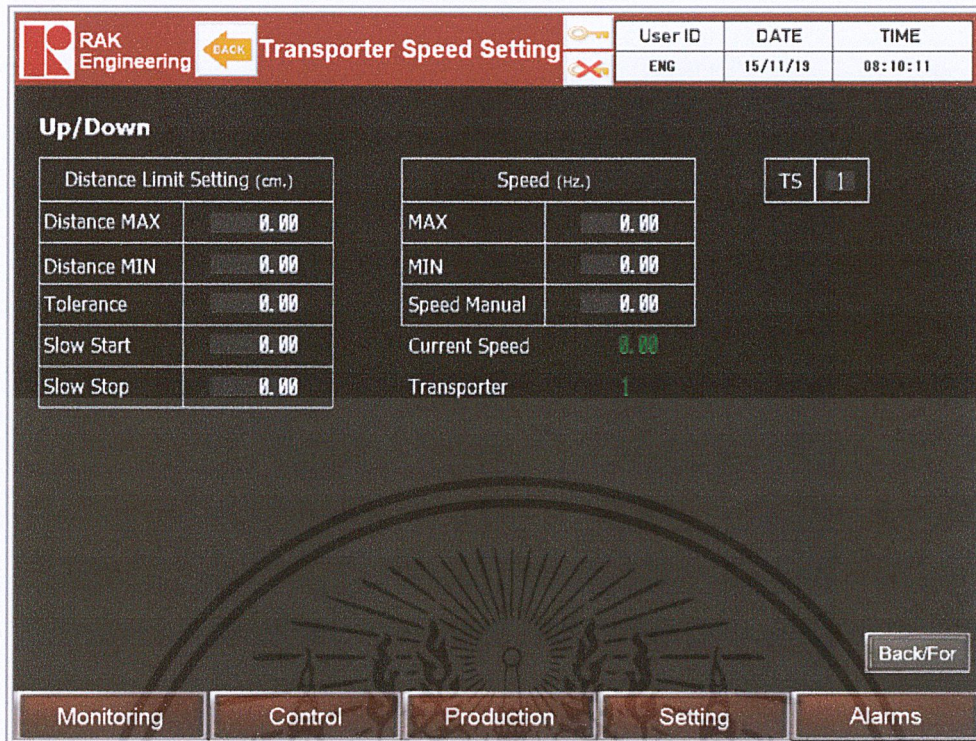 RAK Engineering
BACK
Transporter Speed Setting
User ID DATE TIME
ENG 15/11/19 08:10:11
Up/Down
Distance Limit Setting (cm.)
Distance MAX 0.00
Distance MIN 0.00
Tolerance 0.00
Slow Start 0.00
Slow Stop 0.00
Speed (Hz.)
MAX 0.00
MIN 0.00
Speed Manual 0.00
Current Speed 0.00
Transporter 1
TS 1
Back/For
Monitoring Control Production Setting Alarms